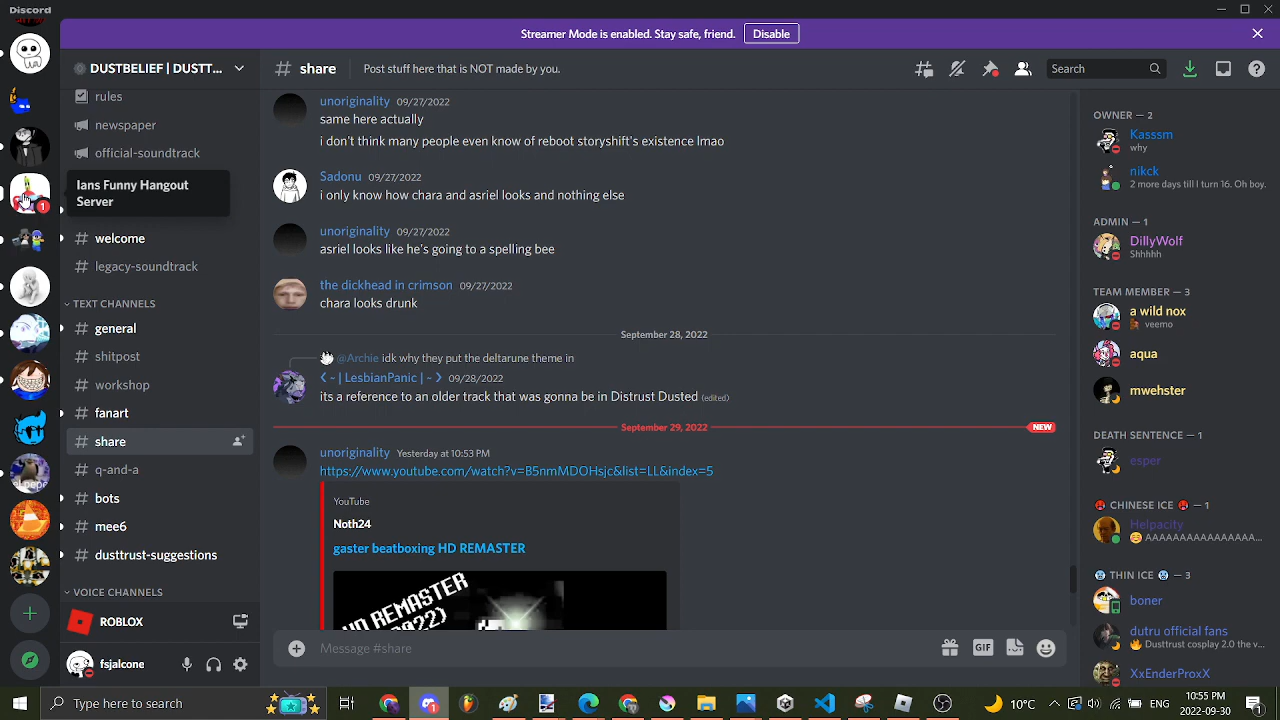 Discord
Streamer Mode is enabled. Stay safe, friend.
Disable
DUSTBELIEF | DUSTT...
share
Post stuff here that is NOT made by you.
Search
rules
newspaper
official-soundtrack
Ians Funny Hangout
Server
1
welcome
legacy-soundtrack
TEXT CHANNELS
general
shitpost
workshop
fanart
share
q-and-a
bots
mee6
dusttrust-suggestions
VOICE CHANNELS
ROBLOX
fsjalcone
unoriginality 09/27/2022
same here actually
i don't think many people even know of reboot storyshift's existence lmao
Sadonu 09/27/2022
i only know how chara and asriel looks and nothing else
unoriginality 09/27/2022
asriel looks like he's going to a spelling bee
the dickhead in crimson 09/27/2022
chara looks drunk
September 28, 2022
@Archie idk why they put the deltarune theme in
< - | LesbianPanic | - > 09/28/2022
its a reference to an older track that was gonna be in Distrust Dusted (edited)
September 29, 2022
NEW
unoriginality Yesterday at 10:53 PM
https://www.youtube.com/watch?v=B5nmMDOHsjc&list=LL&index=5
YouTube
Noth24
gaster beatboxing HD REMASTER
HD REMASTER
2022)
Message #share
GIF
OWNER — 2
Kasssm
why
nikck
2 more days till I turn 16. Oh boy.
ADMIN — 1
DillyWolf
Shhhhh
TEAM MEMBER — 3
a wild nox
veemo
aqua
mwehster
DEATH SENTENCE — 1
esper
CHINESE ICE — 1
Helpacity
AAAAAAAAAAAAAAA...
THIN ICE — 3
boner
dutru official fans
Dusttrust cosplay 2.0 the v...
XxEnderProxX
Type here to search
1
10°C
10:55 PM
2022-09-30
1